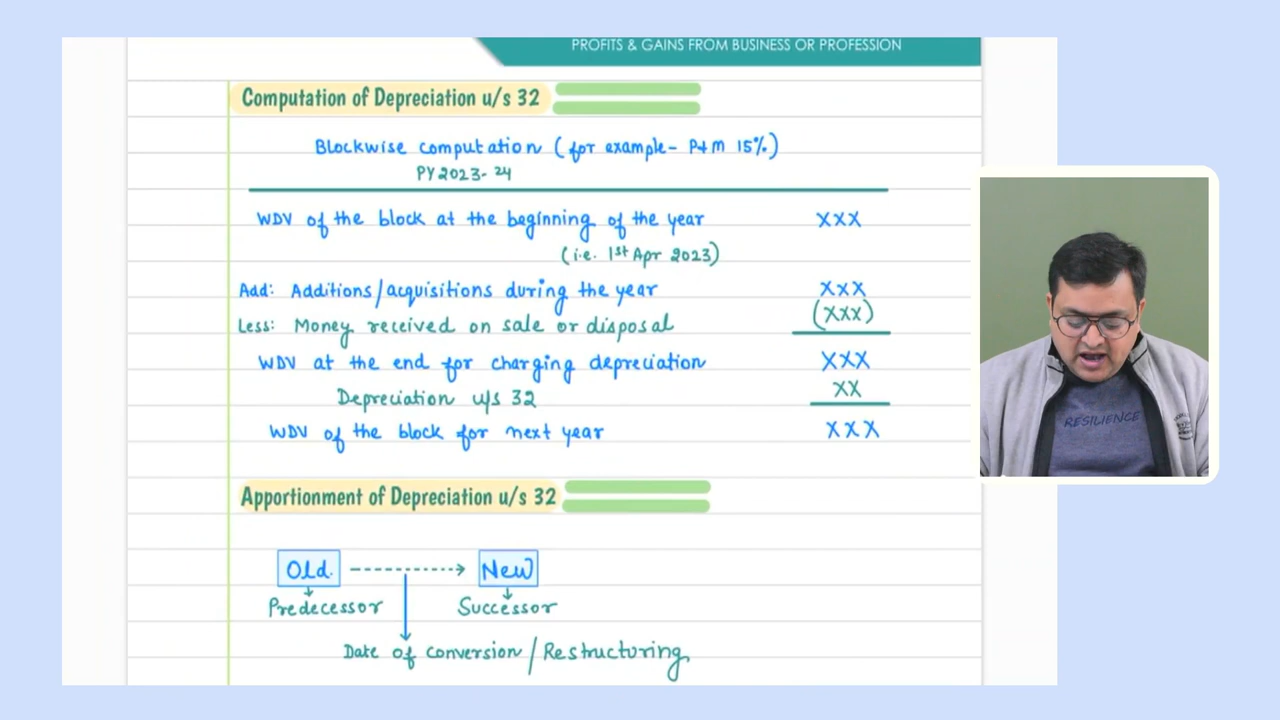 PROFITS & GAINS FROM BUSINESS OR PROFESSION
Computation of Depreciation u/s 32
Blockwise computation (for example- P+M 15%)
PY 2023-24
WDV of the block at the beginning of the year XXX
(i.e. 1st Apr 2023)
Add: Additions/acquisitions during the year XXX
Less: Money received on sale or disposal (XXX)
WDV at the end for charging depreciation XXX
Depreciation u/s 32 XX
WDV of the block for next year XXX
Apportionment of Depreciation u/s 32
Old. New
Predecessor Successor
Date of conversion/Restructuring
RESILIENCE